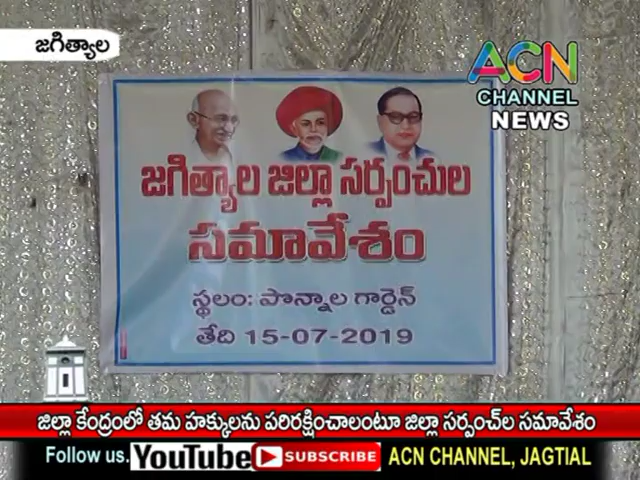 జగిత్యాల
ACN
CHANNEL
NEWS
జగిత్యాల జిల్లా సర్పంచుల
సమావేశం
స్థలం: పొన్నాల గార్డెన్
తేది 15-07-2019
జిల్లా కేంద్రంలో తమ హక్కులను పరిరక్షించాలంటూ జిల్లా సర్పంచ్‌ల సమావేశం
Follow us. YouTube SUBSCRIBE ACN CHANNEL, JAGTIAL